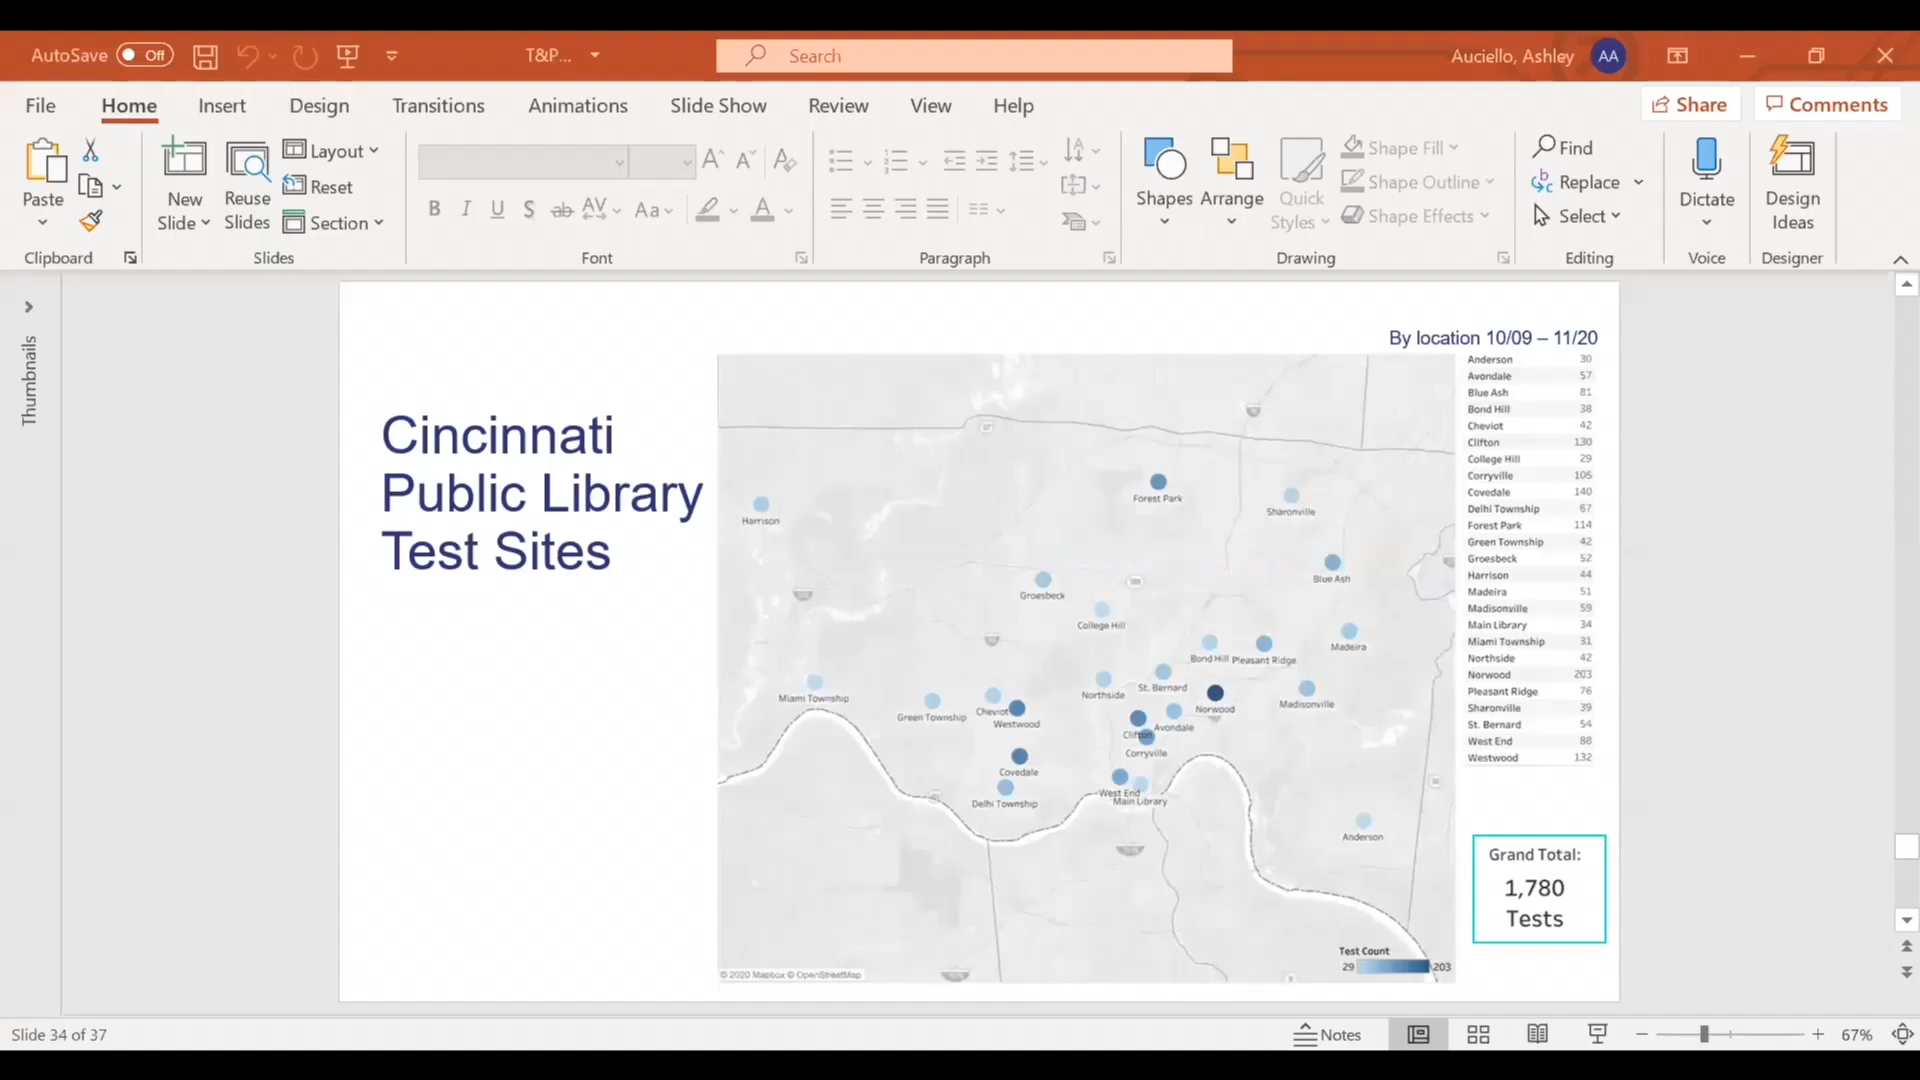 AutoSave Off T&P... Search Auciello, Ashley AA
File Home Insert Design Transitions Animations Slide Show Review View Help Share Comments
Paste
New Slide
Reuse Slides
Layout
Reset
Section
B I U S ab AV Aa A
Shapes
Arrange
Quick Styles
Shape Fill
Shape Outline
Shape Effects
Find
Replace
Select
Dictate
Design Ideas
Clipboard Slides Font Paragraph Drawing Editing Voice Designer
Thumbnails
By location 10/09 – 11/20
Cincinnati
Public Library
Test Sites
Harrison
Forest Park
Sharonville
Blue Ash
Groesbeck
College Hill
Madeira
Bond Hill
Pleasant Ridge
St. Bernard
Northside
Miami Township
Green Township
Cheviot
Westwood
Norwood
Madisonville
Clifton
Avondale
Corryville
Covedale
Delhi Township
West End
Main Library
Anderson
Anderson 30
Avondale 57
Blue Ash 81
Bond Hill 38
Cheviot 42
Clifton 130
College Hill 29
Corryville 105
Covedale 140
Delhi Township 67
Forest Park 114
Green Township 42
Groesbeck 52
Harrison 44
Madeira 51
Madisonville 59
Main Library 34
Miami Township 31
Northside 42
Norwood 203
Pleasant Ridge 76
Sharonville 39
St. Bernard 54
West End 88
Westwood 132
Grand Total:
1,780
Tests
Test Count
29 203
© 2020 Mapbox © OpenStreetMap
Slide 34 of 37 Notes 67%